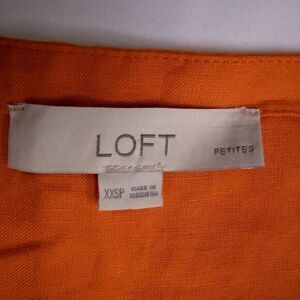 LOFT
PETITES
XXSP
MADE IN
INDONESIA